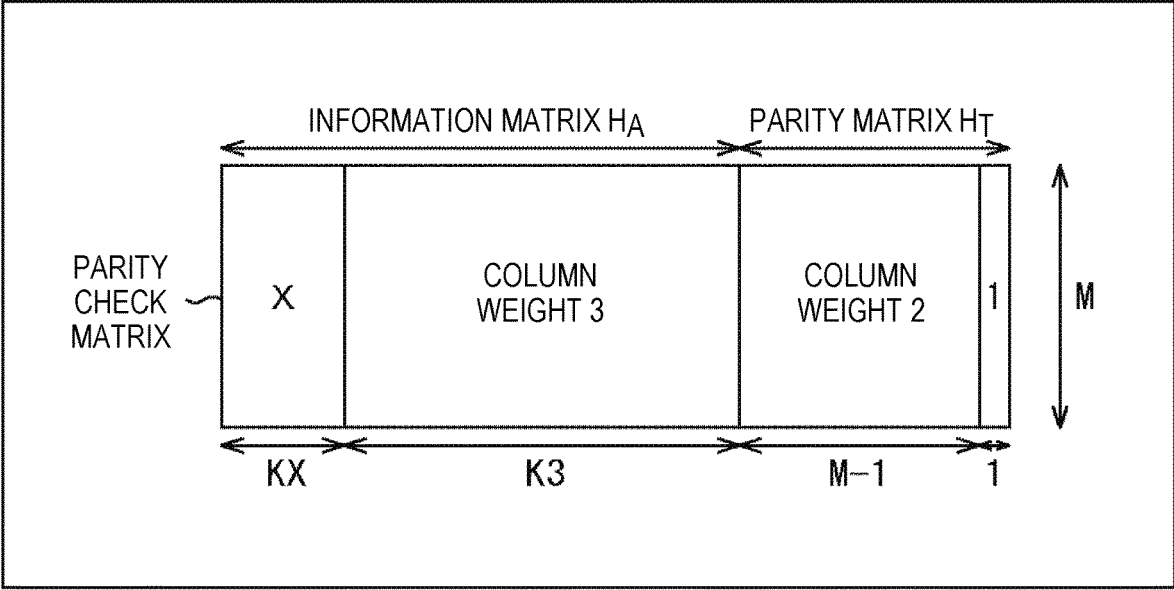 INFORMATION MATRIX HA PARITY MATRIX HT
PARITY
CHECK
MATRIX
X
COLUMN
WEIGHT 3
COLUMN
WEIGHT 2
1
M
KX K3 M-1 1